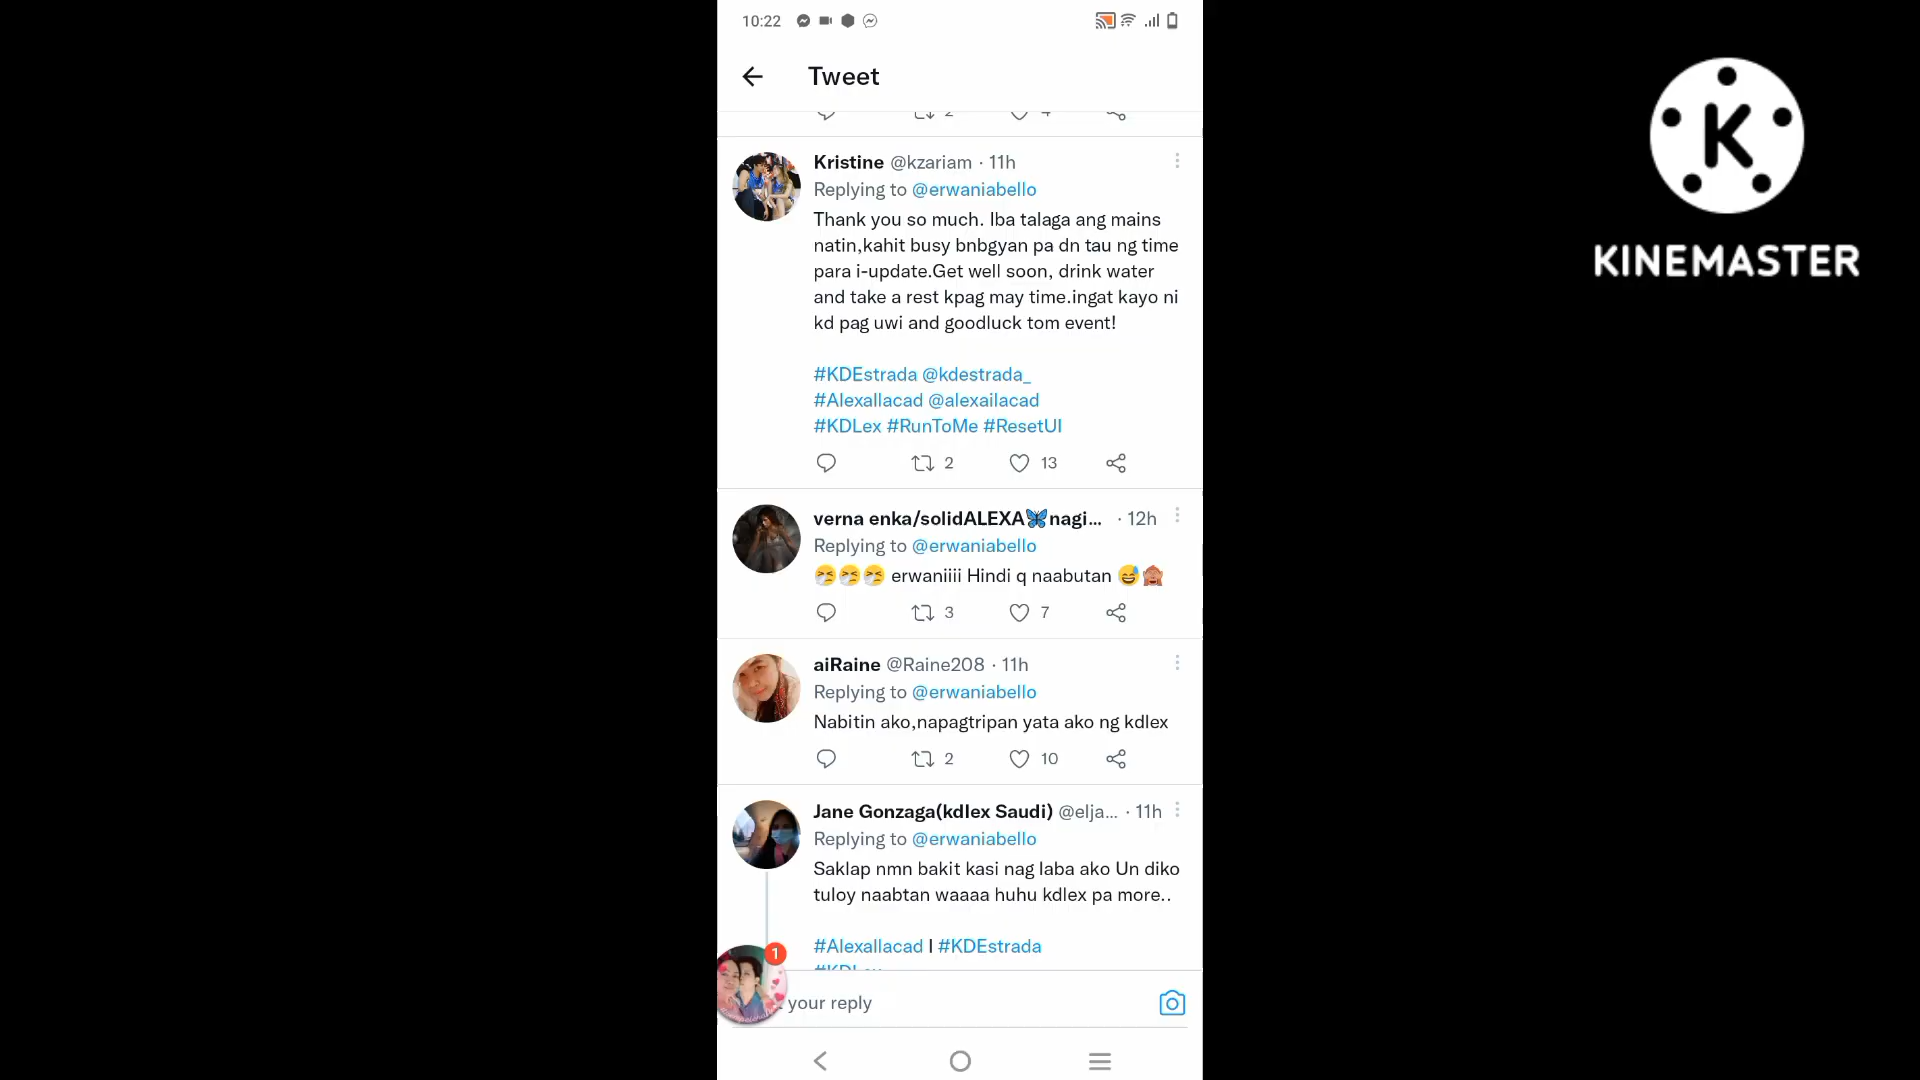 10:22
Tweet
2 4
Kristine @kzariam · 11h
Replying to @erwaniabello
Thank you so much. Iba talaga ang mains
natin,kahit busy bnbgyan pa dn tau ng time
para i-update.Get well soon, drink water
and take a rest kpag may time.ingat kayo ni
kd pag uwi and goodluck tom event!
#KDEstrada @kdestrada_
#AlexaIlacad @alexailacad
#KDLex #RunToMe #ResetUI
2 13
verna enka/solidALEXA🦋nagi... · 12h
Replying to @erwaniabello
🤧🤧🤧 erwaniiii Hindi q naabutan 😅🙈
3 7
aiRaine @Raine208 · 11h
Replying to @erwaniabello
Nabitin ako,napagtripan yata ako ng kdlex
2 10
Jane Gonzaga(kdlex Saudi) @elja... · 11h
Replying to @erwaniabello
Saklap nmn bakit kasi nag laba ako Un diko
tuloy naabtan waaaa huhu kdlex pa more..
#AlexaIlacad I #KDEstrada
#KDLex
1
your reply
K
KINEMASTER